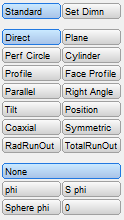 Standard Set Dimn
Direct Plane
Perf Circle Cylinder
Profile Face Profile
Parallel Right Angle
Tilt Position
Coaxial Symmetric
RadRunOut TotalRunOut
None
phi S phi
Sphere phi 0